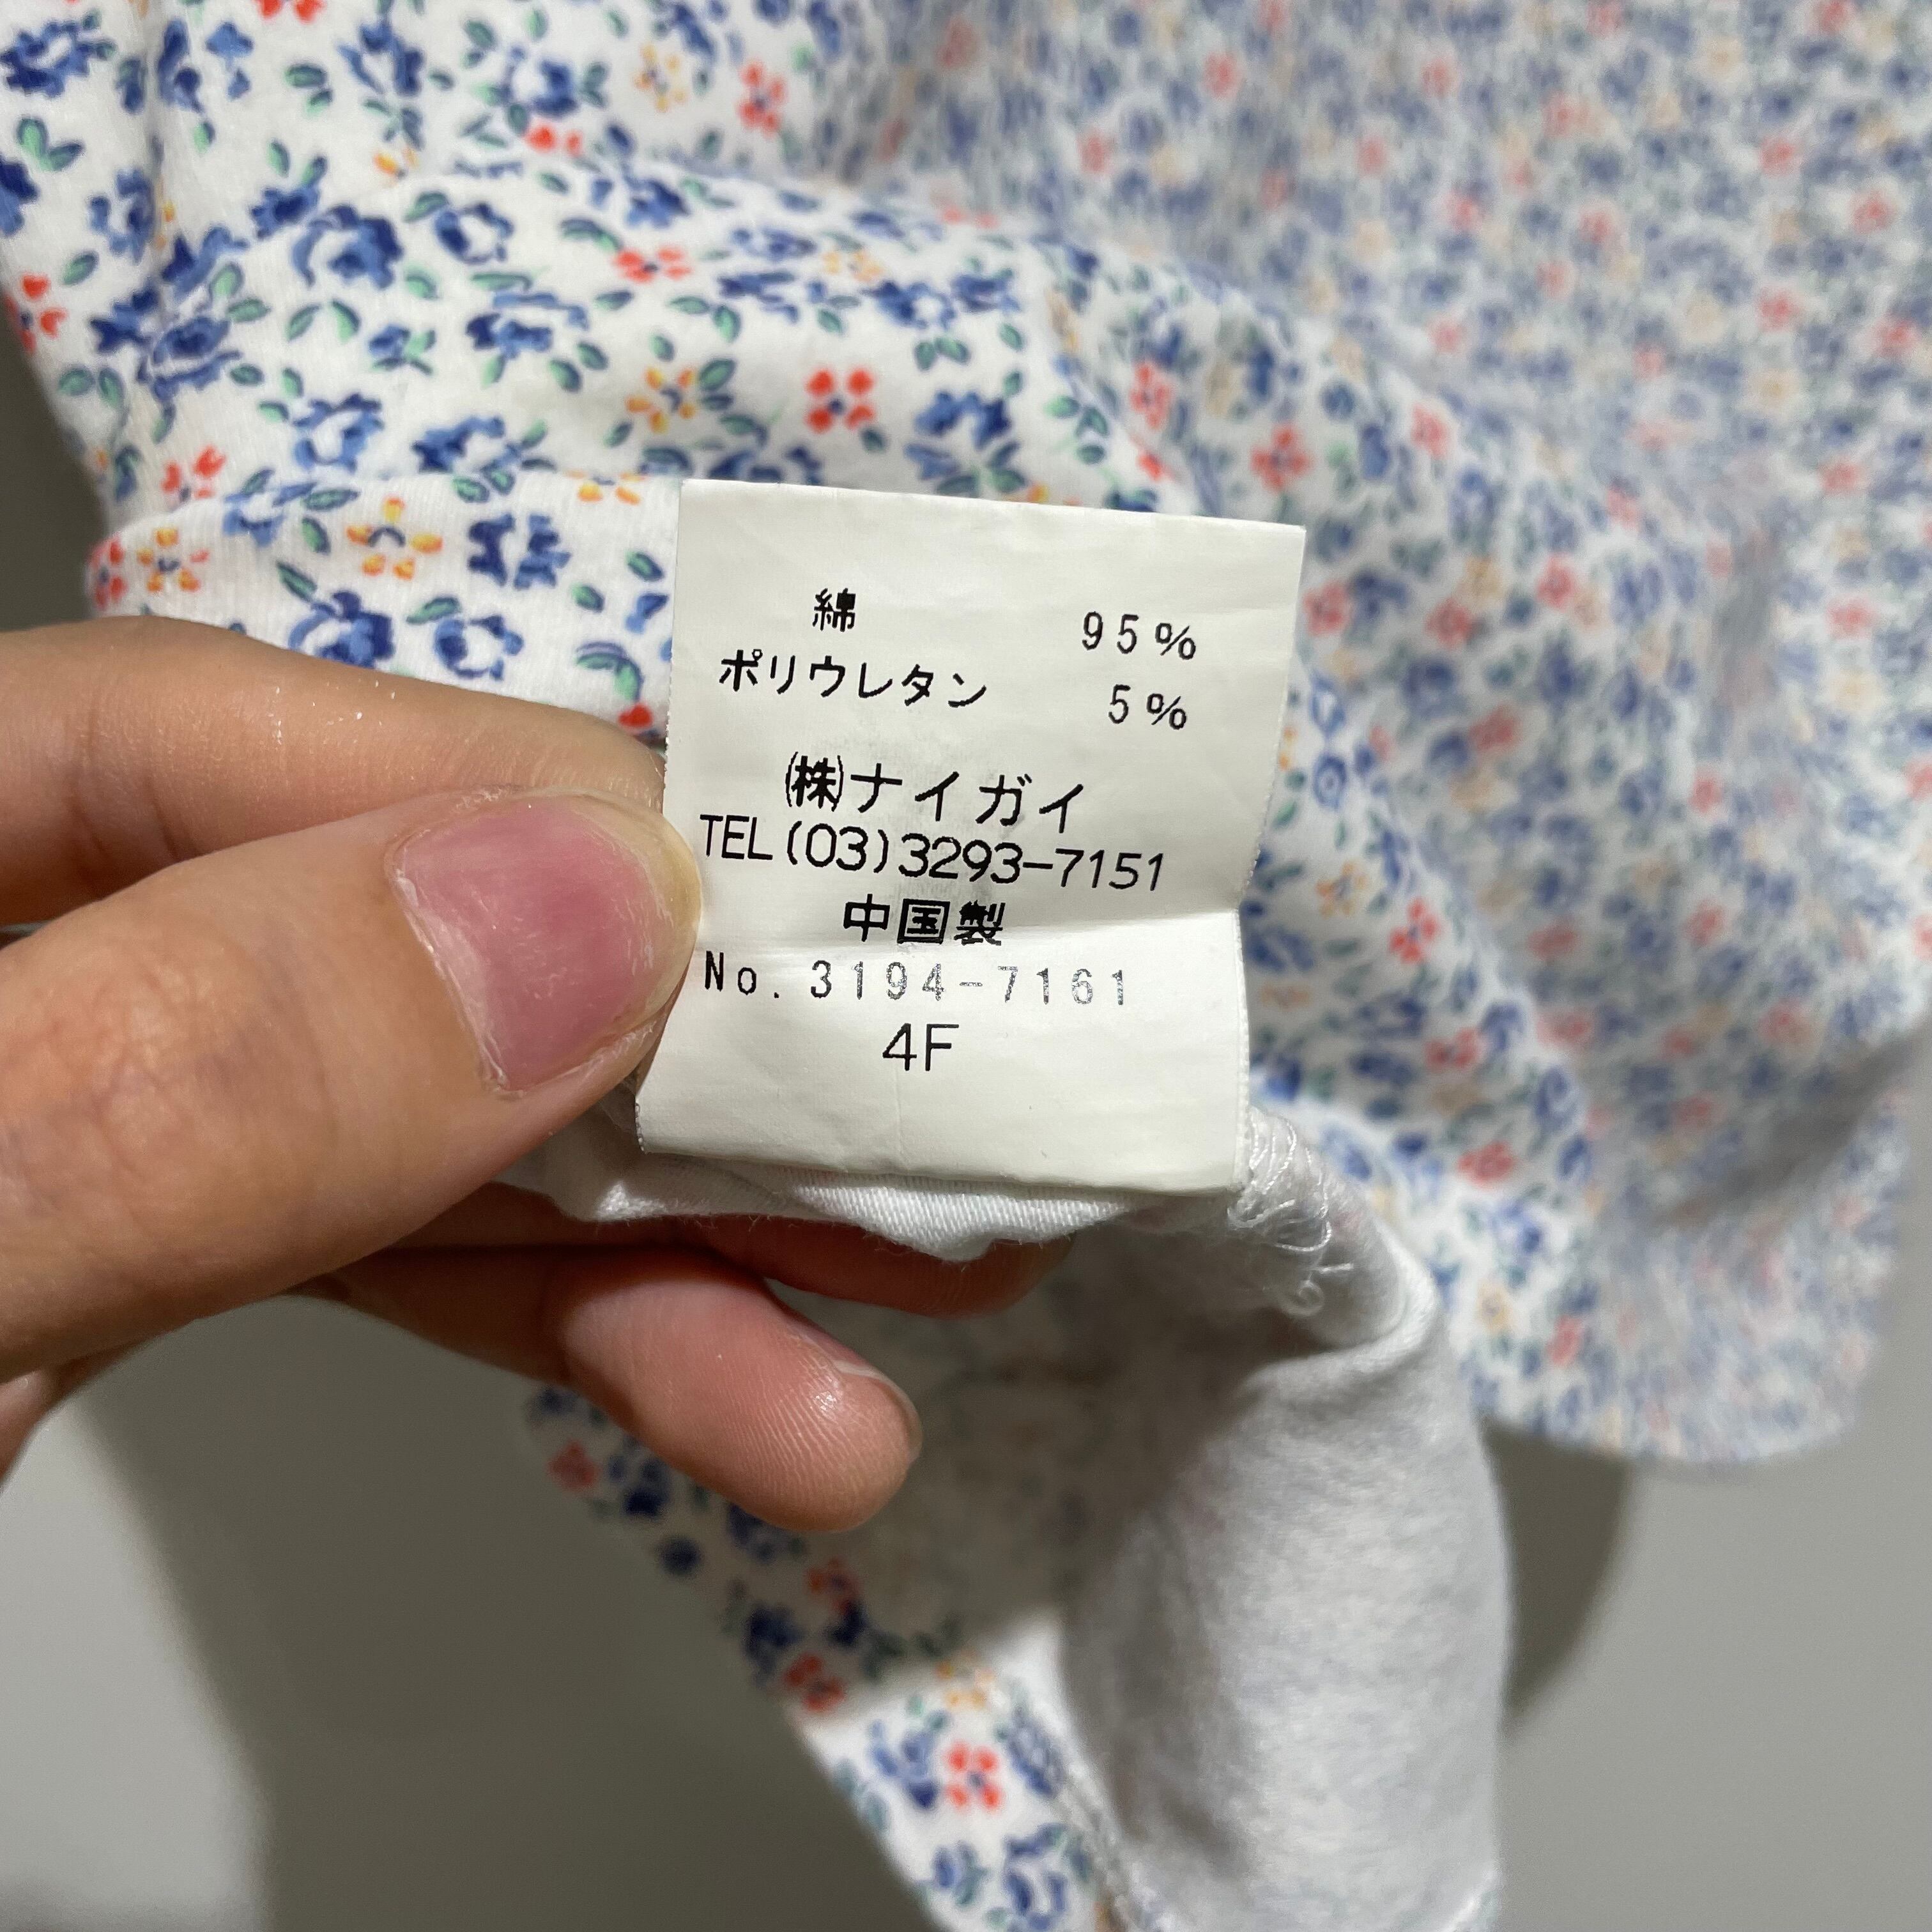 綿 95%
ポリウレタン 5%
㈱ナイガイ
TEL(03)3293-7151
中国製
No. 3194-7161
4F